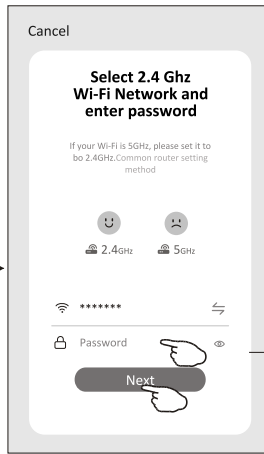 Cancel
Select 2.4 Ghz
Wi-Fi Network and
enter password
If your Wi-Fi is 5GHz, please set it to
bo 2.4GHz.Common router setting
method
2.4GHz 5GHz
*******
Password
Next